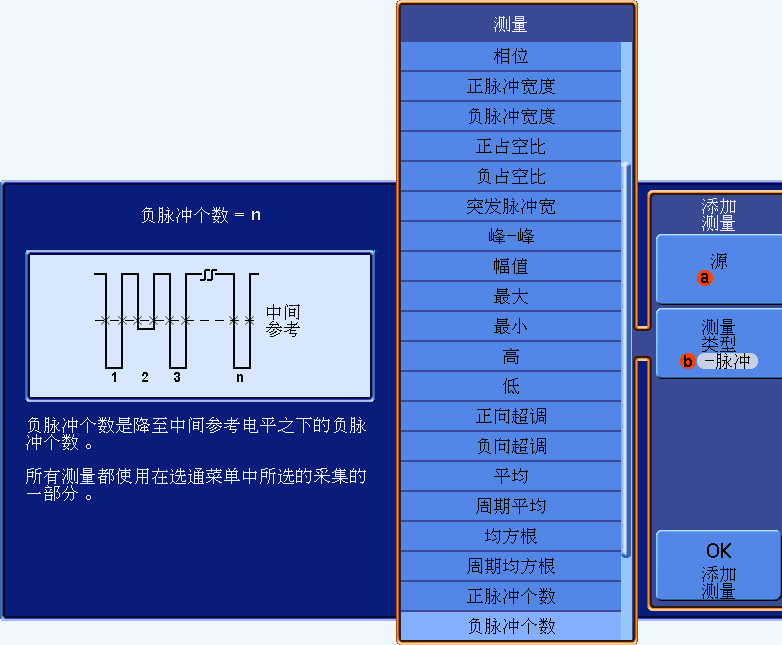 负脉冲个数 = n
中间
参考
1 2 3 n
负脉冲个数是降至中间参考电平之下的负脉
冲个数 。
所有测量都使用在选通菜单中所选的采集的
一部分 。
测量
相位
正脉冲宽度
负脉冲宽度
正占空比
负占空比
突发脉冲宽
峰-峰
幅值
最大
最小
高
低
正向超调
负向超调
平均
周期平均
均方根
周期均方根
正脉冲个数
负脉冲个数
添加
测量
源
a
测量
类型
b -脉冲
OK
添加
测量